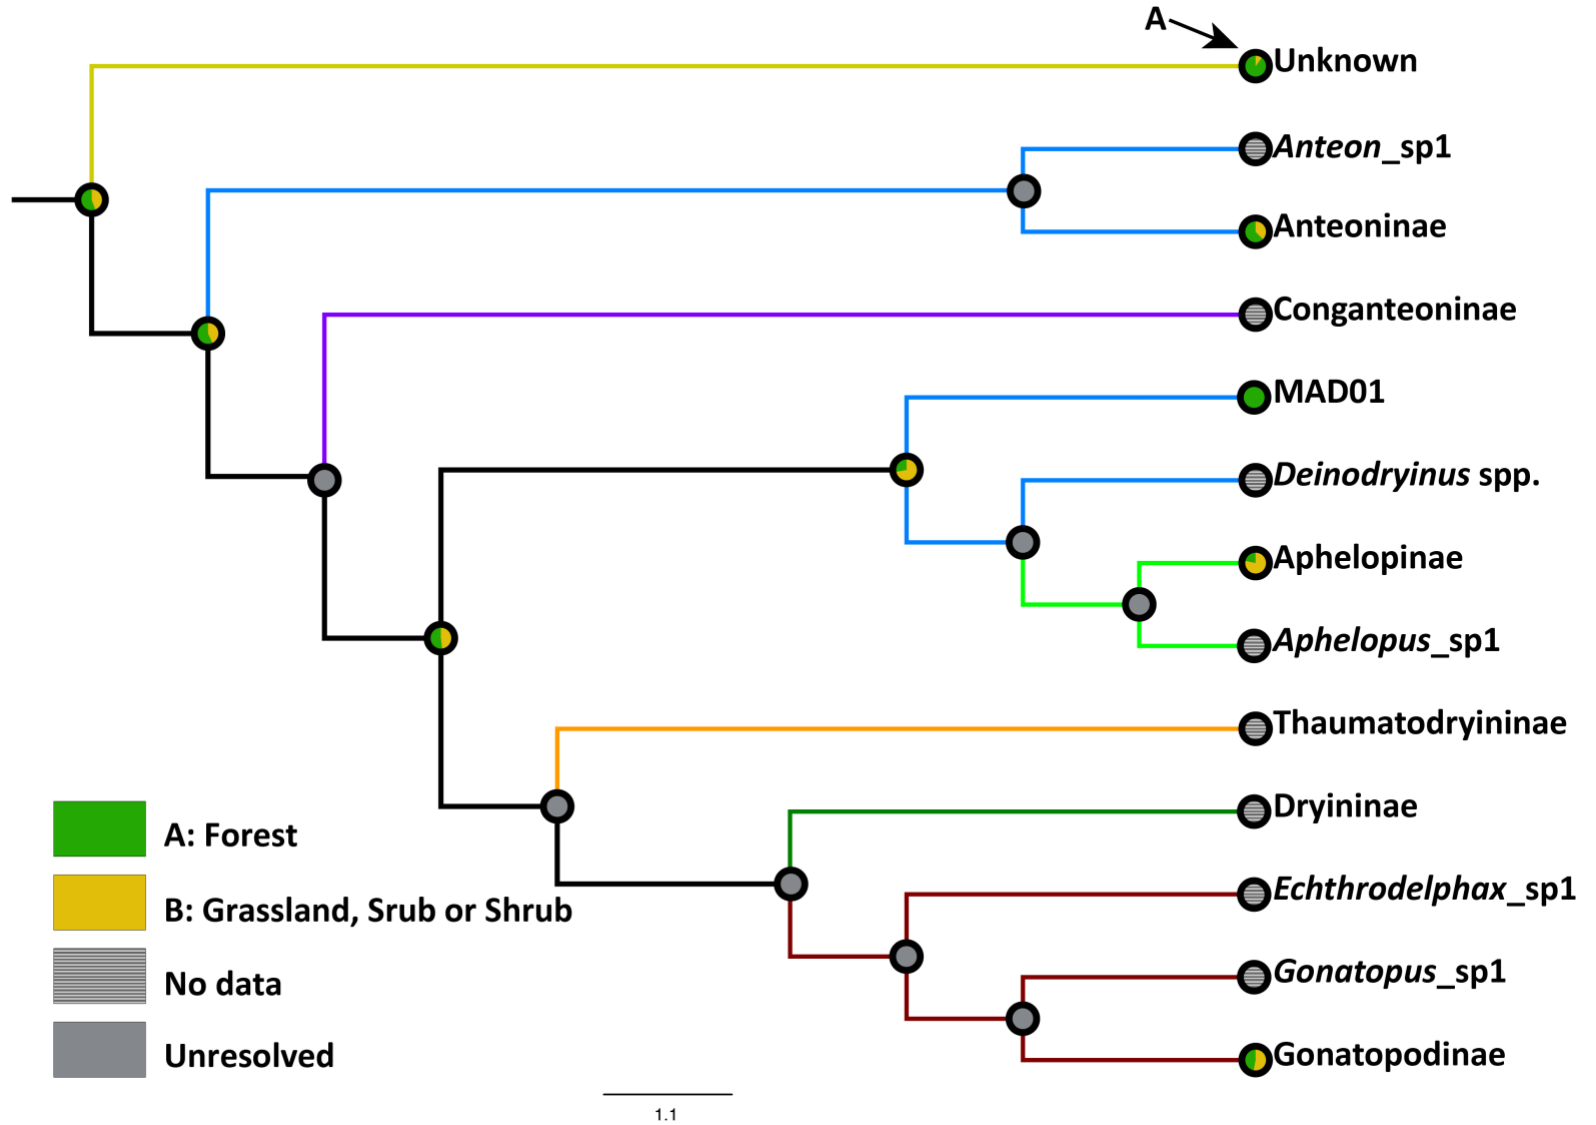 A
Unknown
Anteon_sp1
Anteoninae
Conganteoninae
MAD01
Deinodryinus spp.
Aphelopinae
Aphelopus_sp1
Thaumatodryininae
Dryininae
Echthrodelphax_sp1
Gonatopus_sp1
Gonatopodinae
A: Forest
B: Grassland, Srub or Shrub
No data
Unresolved
1.1